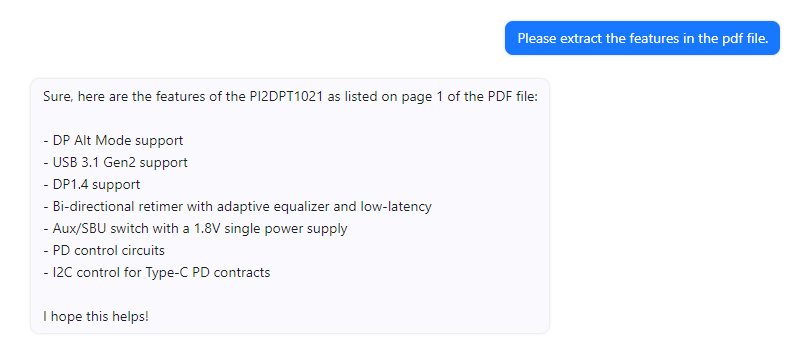 Please extract the features in the pdf file.
Sure, here are the features of the PI2DPT1021 as listed on page 1 of the PDF file:
- DP Alt Mode support
- USB 3.1 Gen2 support
- DP1.4 support
- Bi-directional retimer with adaptive equalizer and low-latency
- Aux/SBU switch with a 1.8V single power supply
- PD control circuits
- I2C control for Type-C PD contracts
I hope this helps!